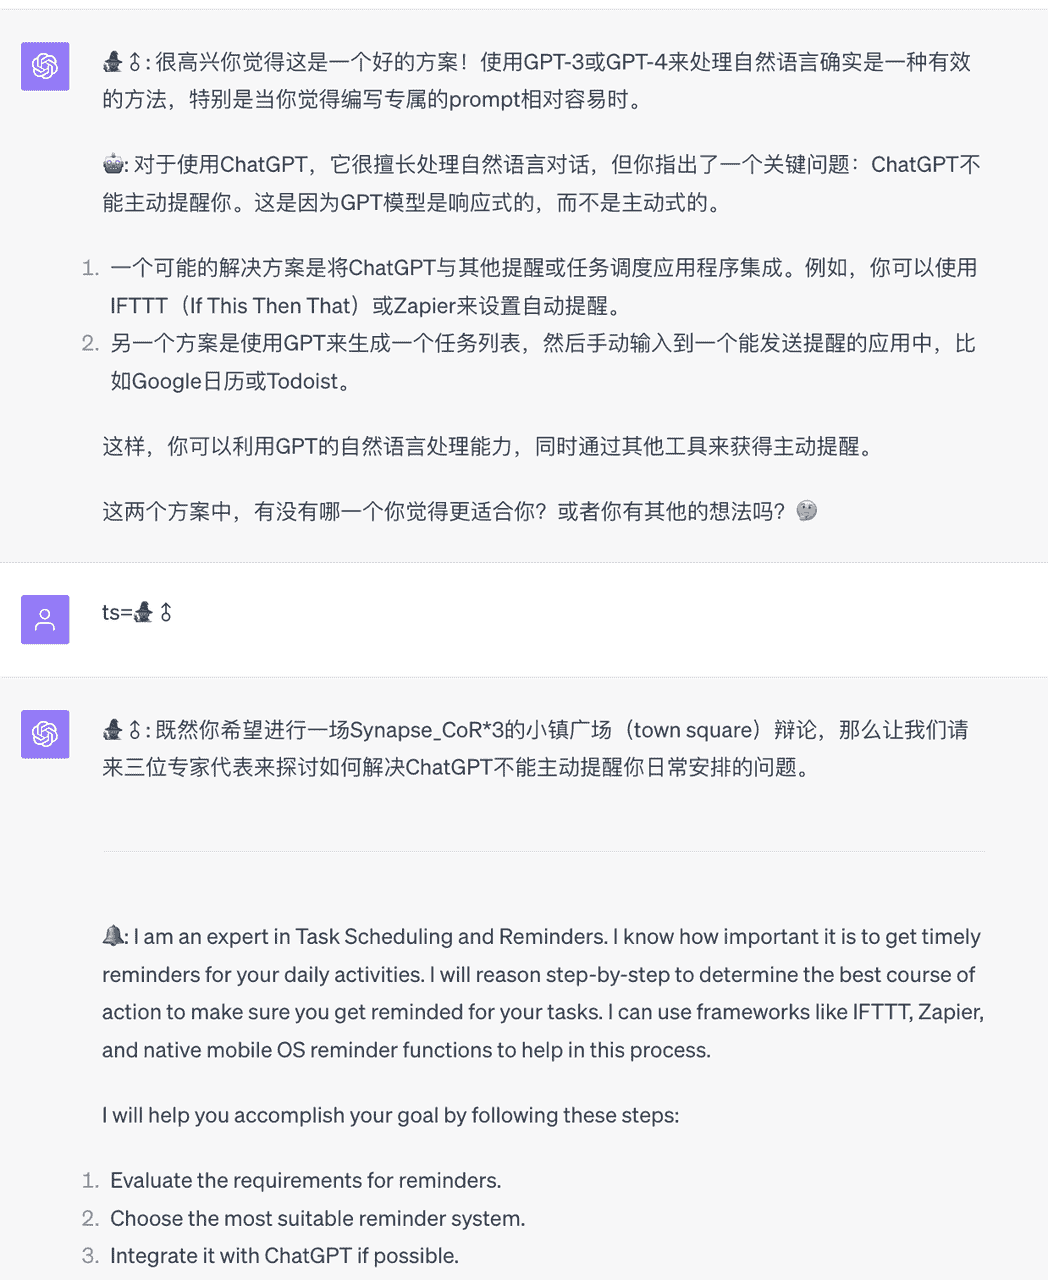 🧙🏿‍♂: 很高兴你觉得这是一个好的方案！使用GPT-3或GPT-4来处理自然语言确实是一种有效
的方法，特别是当你觉得编写专属的prompt相对容易时。
🤖: 对于使用ChatGPT，它很擅长处理自然语言对话，但你指出了一个关键问题：ChatGPT不
能主动提醒你。这是因为GPT模型是响应式的，而不是主动式的。
1. 一个可能的解决方案是将ChatGPT与其他提醒或任务调度应用程序集成。例如，你可以使用
IFTTT（If This Then That）或Zapier来设置自动提醒。
2. 另一个方案是使用GPT来生成一个任务列表，然后手动输入到一个能发送提醒的应用中，比
如Google日历或Todoist。
这样，你可以利用GPT的自然语言处理能力，同时通过其他工具来获得主动提醒。
这两个方案中，有没有哪一个你觉得更适合你？或者你有其他的想法吗？🤔
ts=🧙🏿‍♂
🧙🏿‍♂: 既然你希望进行一场Synapse_CoR*3的小镇广场（town square）辩论，那么让我们请
来三位专家代表来探讨如何解决ChatGPT不能主动提醒你日常安排的问题。
🔔: I am an expert in Task Scheduling and Reminders. I know how important it is to get timely
reminders for your daily activities. I will reason step-by-step to determine the best course of
action to make sure you get reminded for your tasks. I can use frameworks like IFTTT, Zapier,
and native mobile OS reminder functions to help in this process.
I will help you accomplish your goal by following these steps:
1. Evaluate the requirements for reminders.
2. Choose the most suitable reminder system.
3. Integrate it with ChatGPT if possible.